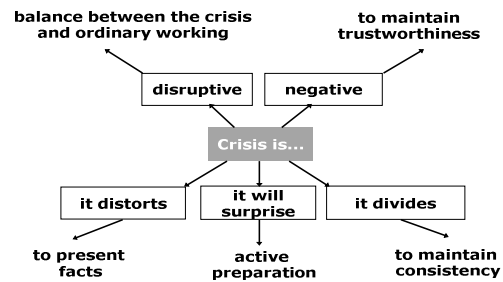 balance between the crisis
and ordinary working
to maintain
trustworthiness
disruptive
negative
Crisis is...
it distorts
it will
surprise
it divides
to present
facts
active
preparation
to maintain
consistency